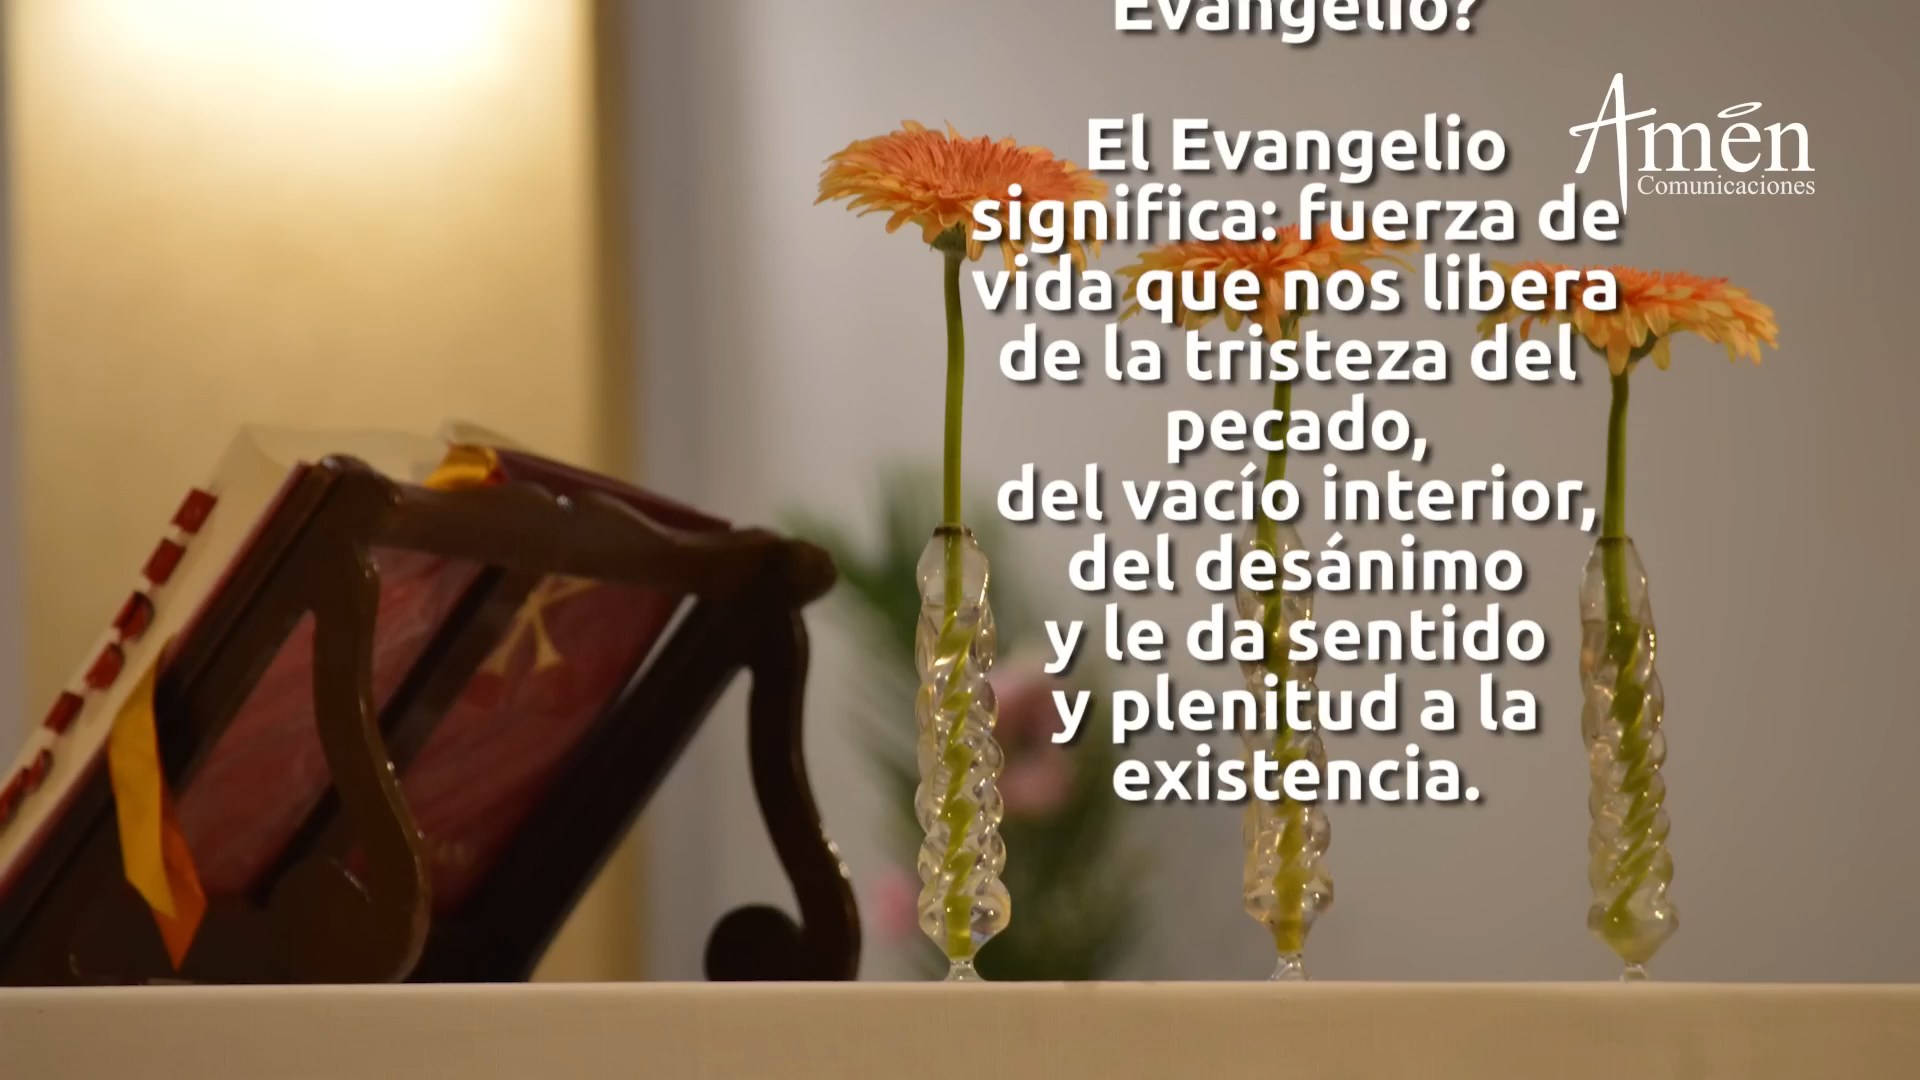 Evangelio?
El Evangelio
significa: fuerza de
vida que nos libera
de la tristeza del
pecado,
del vacío interior,
del desánimo
y le da sentido
y plenitud a la
existencia.
Amén
Comunicaciones